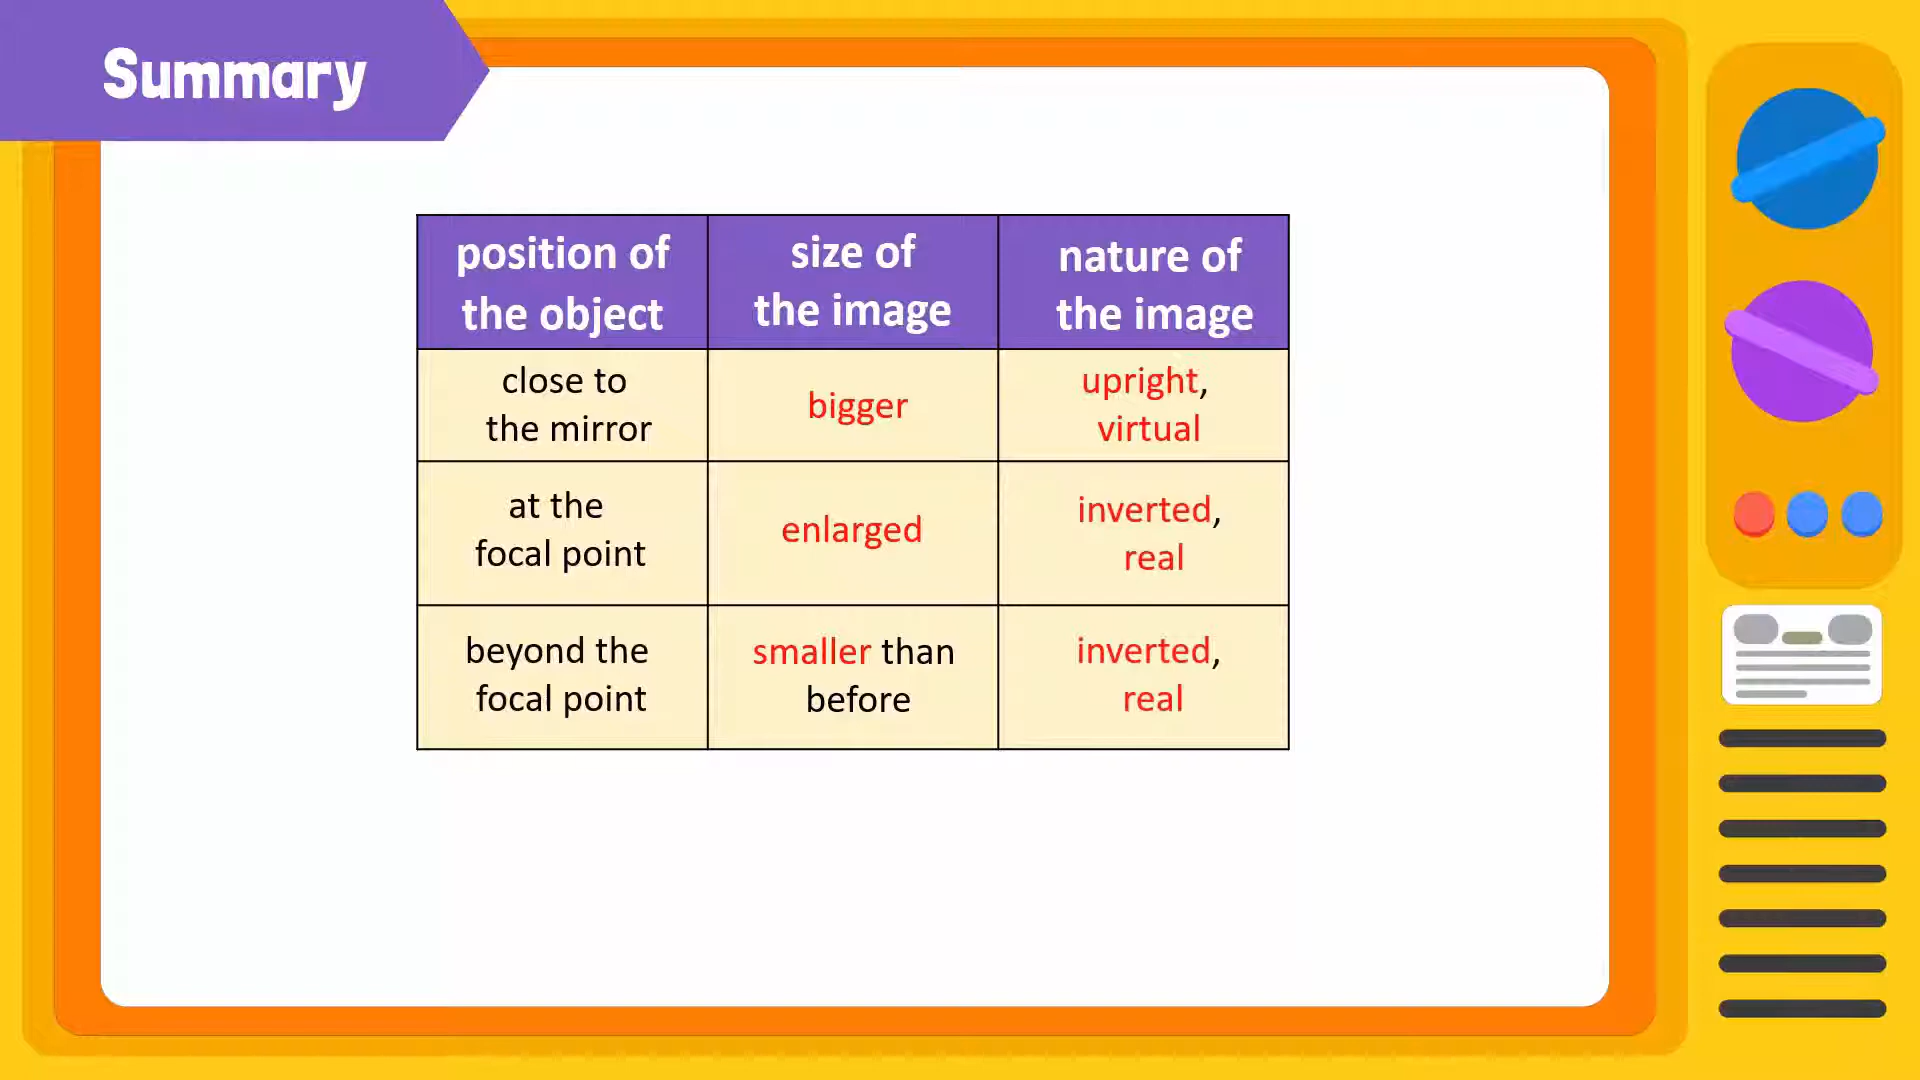 Summary
position of
the object
size of
the image
nature of
the image
close to
the mirror
bigger
upright,
virtual
at the
focal point
enlarged
inverted,
real
beyond the
focal point
smaller than
before
inverted,
real